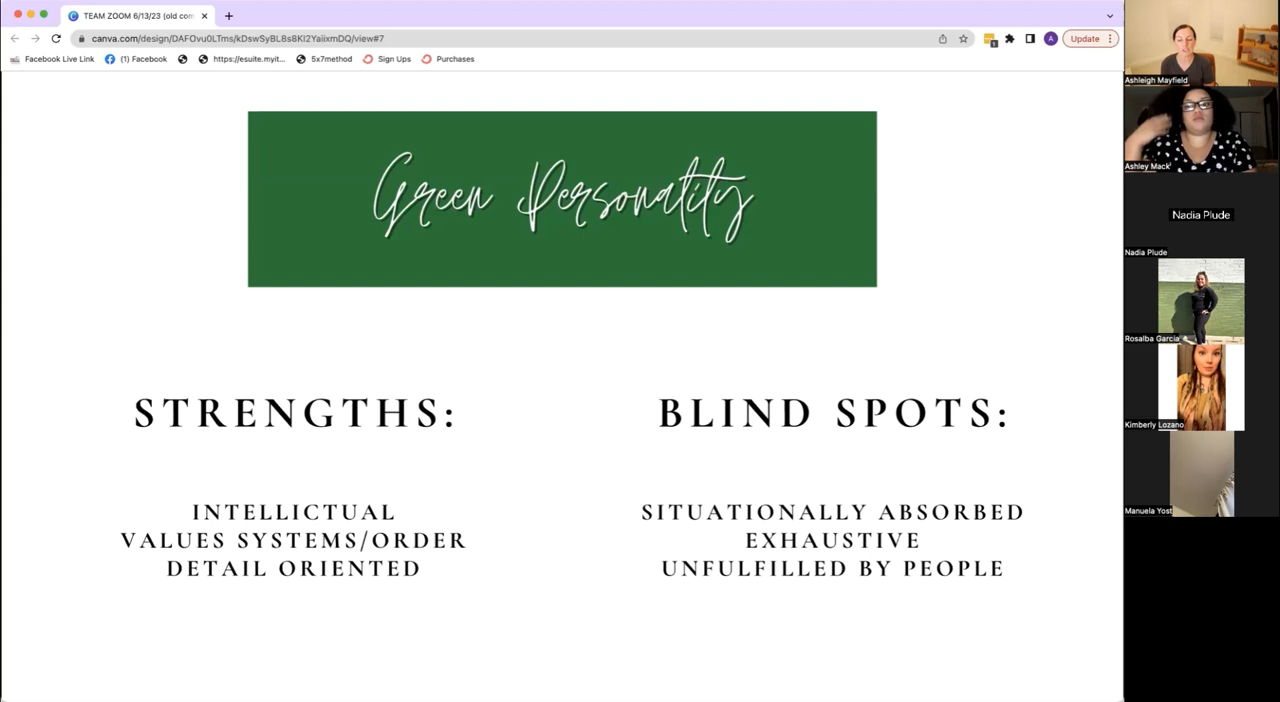 TEAM ZOOM 6/13/23 (old con
canva.com/design/DAFOvu0LTms/kDswSyBL8s8KI2YaiixmDQ/view#7
Update
Facebook Live Link
(1) Facebook
https://esuite.myit...
5x7method
Sign Ups
Purchases
Green Personality
STRENGTHS:
INTELLICTUAL
VALUES SYSTEMS/ORDER
DETAIL ORIENTED
BLIND SPOTS:
SITUATIONALLY ABSORBED
EXHAUSTIVE
UNFULFILLED BY PEOPLE
Ashleigh Mayfield
Ashley Mack
Nadia Plude
Nadia Plude
Rosalba Garcia
Kimberly Lozano
Manuela Yost